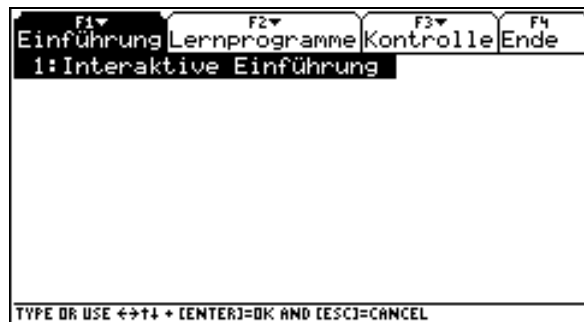 F1▼ F2▼ F3▼ F4
Einführung Lernprogramme Kontrolle Ende
1:Interaktive Einführung
TYPE OR USE ←→↑↓ + [ENTER]=OK AND [ESC]=CANCEL